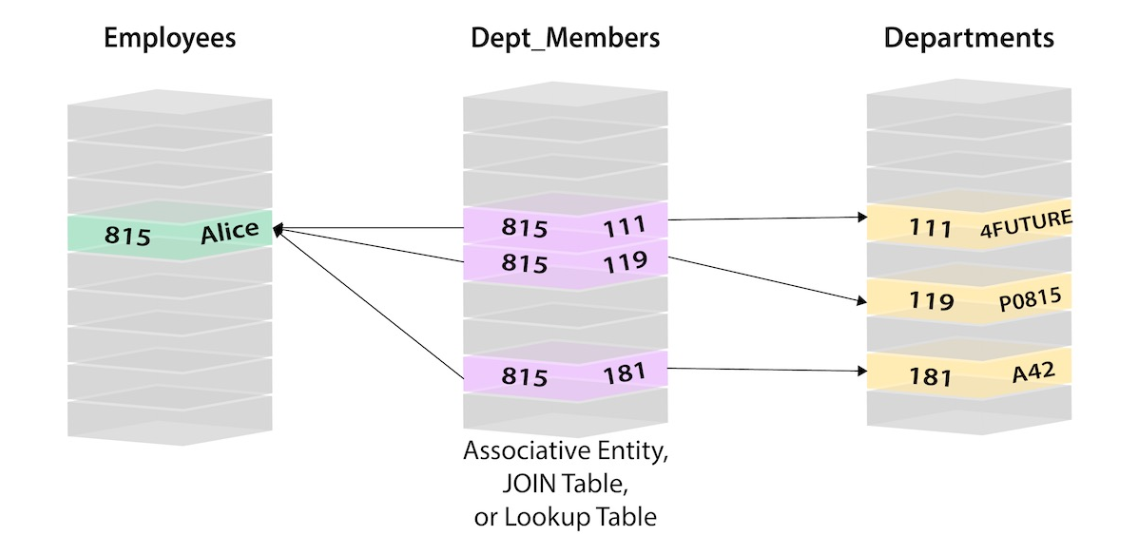 Employees
Dept_Members
Departments
815 Alice
815 111
815 119
815 181
111 4FUTURE
119 P0815
181 A42
Associative Entity,
JOIN Table,
or Lookup Table